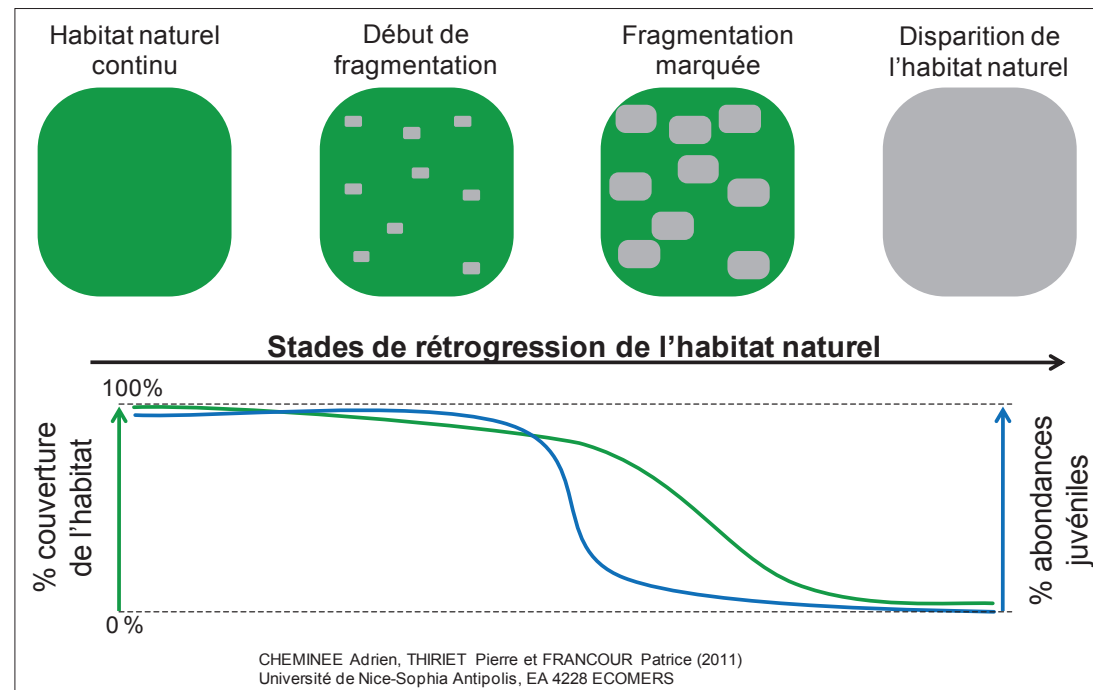 Habitat naturel
continu
Début de
fragmentation
Fragmentation
marquée
Disparition de
l'habitat naturel
Stades de rétrogression de l'habitat naturel
100%
% couverture
de l'habitat
0 %
% abondances
juvéniles
CHEMINEE Adrien, THIRIET Pierre et FRANCOUR Patrice (2011)
Université de Nice-Sophia Antipolis, EA 4228 ECOMERS